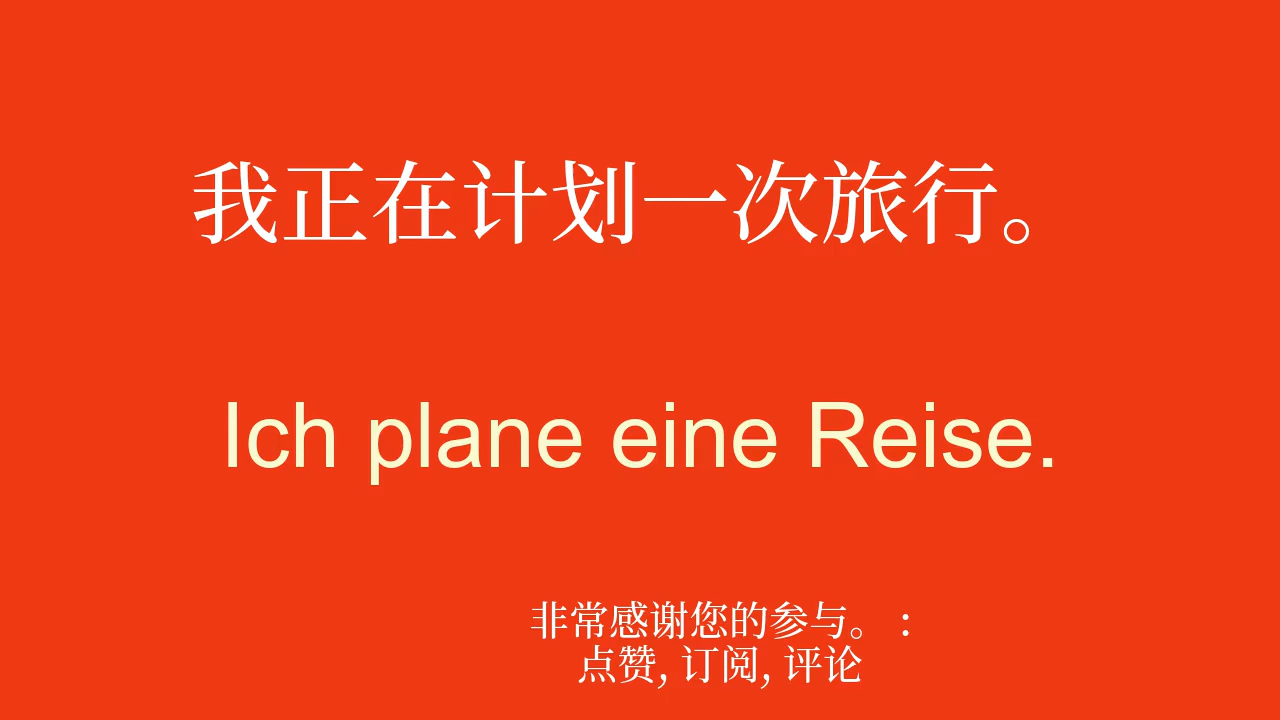 我正在计划一次旅行。
Ich plane eine Reise.
非常感谢您的参与。 :
点赞, 订阅, 评论